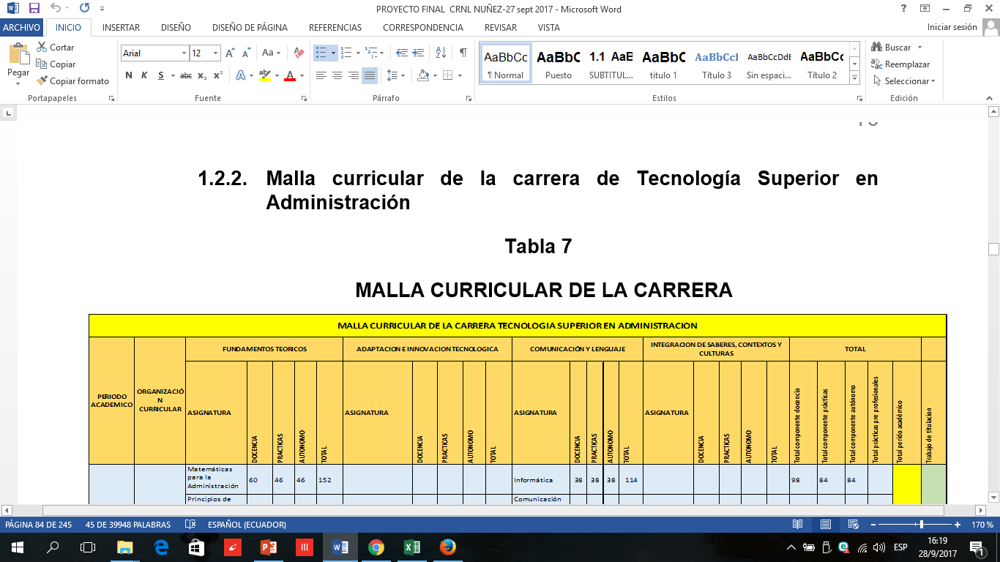 PROYECTO FINAL CRNL NUÑEZ-27 sept 2017 - Microsoft Word
ARCHIVO INICIO INSERTAR DISEÑO DISEÑO DE PÁGINA REFERENCIAS CORRESPONDENCIA REVISAR VISTA Iniciar sesión
Pegar
Cortar
Copiar
Copiar formato
Portapapeles
Arial 12
N K S abc x₂ x²
Fuente
Párrafo
AaBbCc AaBbC 1.1 AaB AaBbC AaBbCcI AaBbCcDdE AaBbCc
¶ Normal Puesto SUBTITUL... titulo 1 Título 3 Sin espaci... Título 2
Estilos
Buscar
Reemplazar
Seleccionar
Edición
1.2.2. Malla curricular de la carrera de Tecnología Superior en
Administración
Tabla 7
MALLA CURRICULAR DE LA CARRERA
MALLA CURRICULAR DE LA CARRERA TECNOLOGIA SUPERIOR EN ADMINISTRACION
PERIODO
ACADEMICO
ORGANIZACIÓ
N
CURRICULAR
FUNDAMENTOS TEORICOS
ADAPTACION E INNOVACION TECNOLOGICA
COMUNICACIÓN Y LENGUAJE
INTEGRACION DE SABERES, CONTEXTOS Y
CULTURAS
TOTAL
ASIGNATURA DOCENCIA PRACTICAS AUTONOMO TOTAL
ASIGNATURA DOCENCIA PRACTICAS AUTONOMO TOTAL
ASIGNATURA DOCENCIA PRACTICAS AUTONOMO TOTAL
ASIGNATURA DOCENCIA PRACTICAS AUTONOMO TOTAL
Total componente docencia
Total componente prácticas
Total componente autónomo
Total prácticas pre profesionales
Total perido académico
Trabajo de titulacion
Matemáticas
para la
Administración
60 46 46 152
Informática 38 38 38 114
98 84 84
Principios de
Comunicación
PÁGINA 84 DE 245 45 DE 39948 PALABRAS ESPAÑOL (ECUADOR) 170 %
ESP
16:19
28/9/2017
1